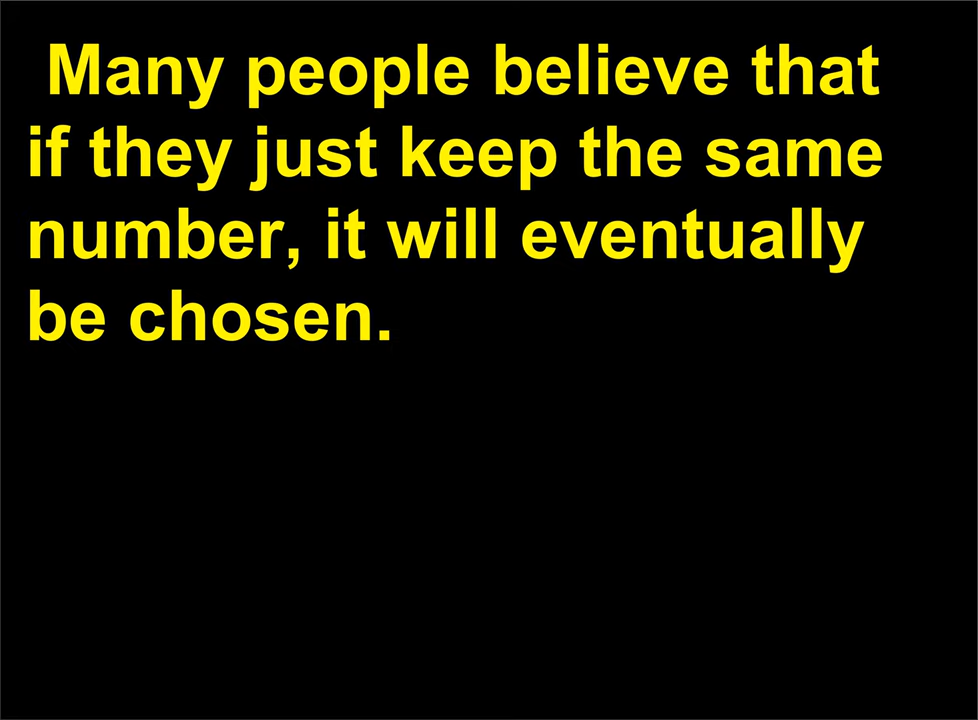 Many people believe that
if they just keep the same
number, it will eventually
be chosen.